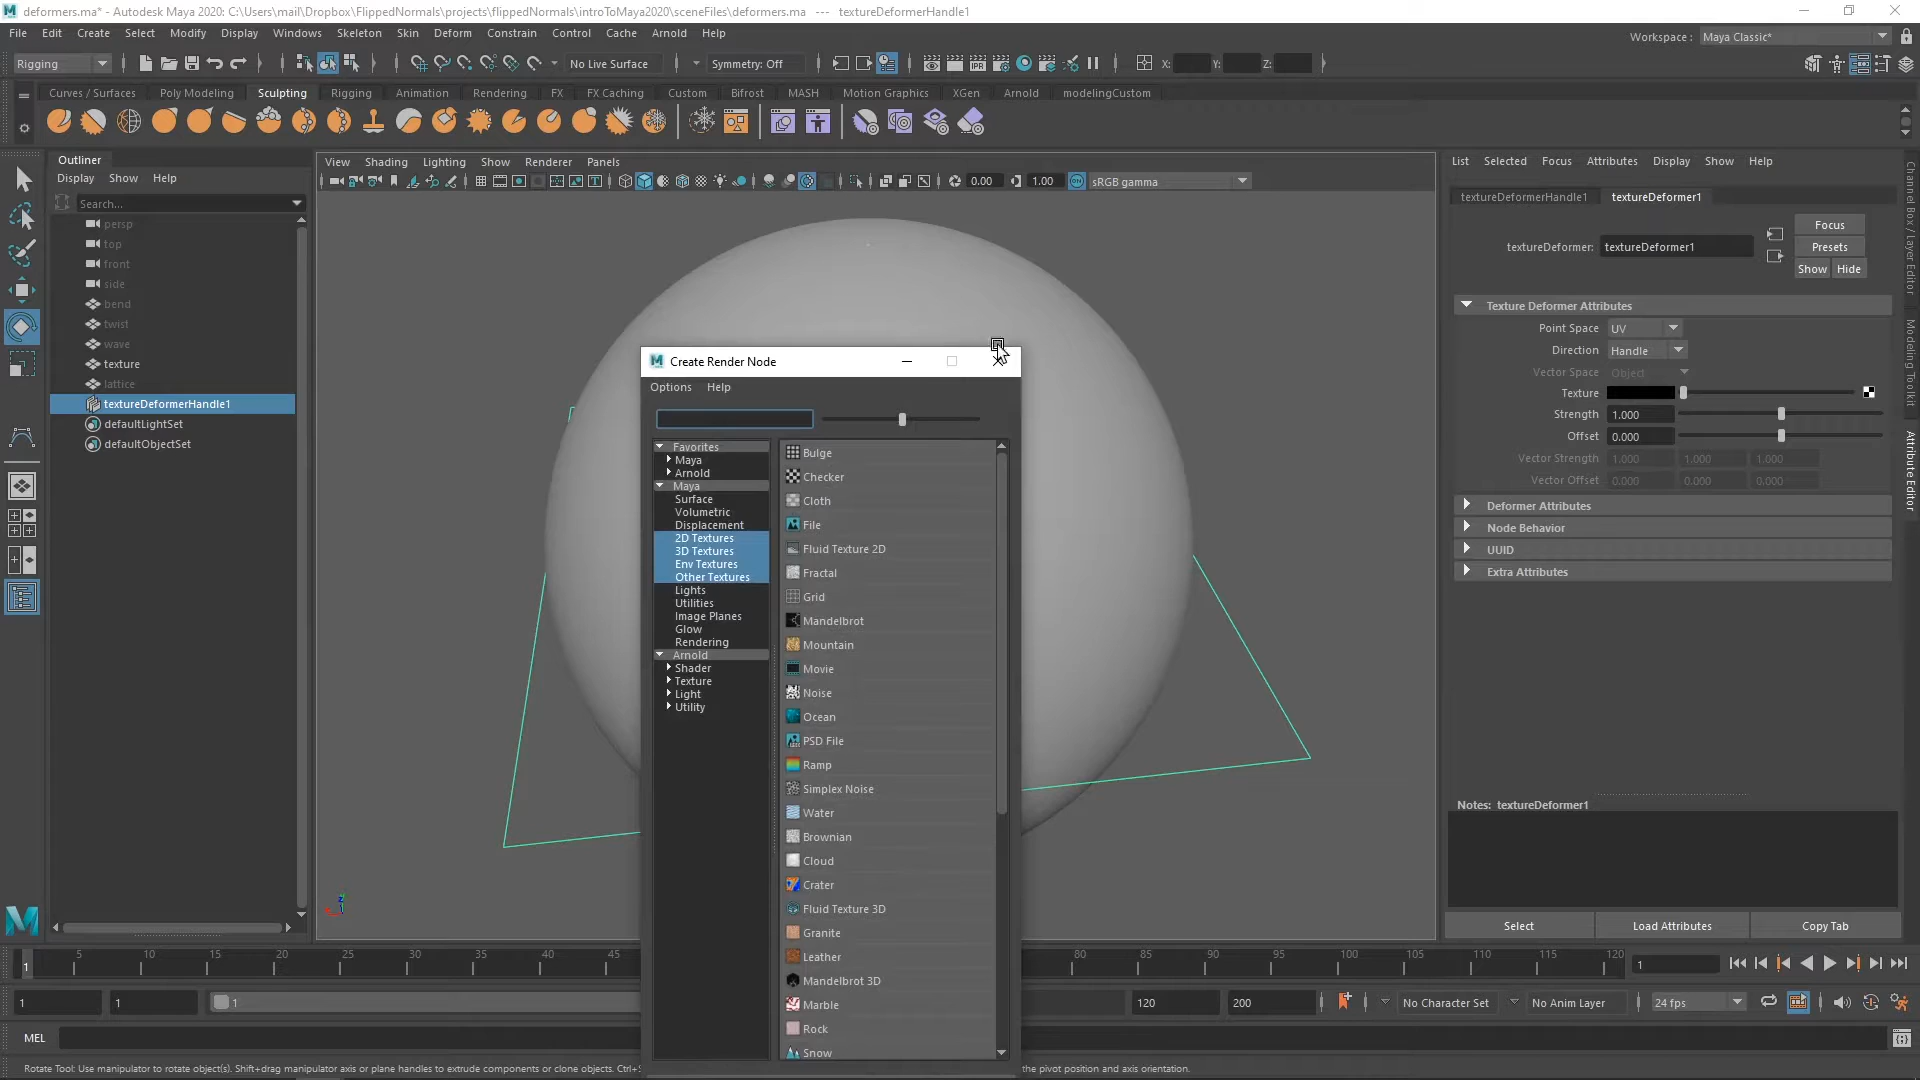 deformers.ma* - Autodesk Maya 2020: C:\Users\mail\Dropbox\FlippedNormals\projects\flippedNormals\introToMaya2020\sceneFiles\deformers.ma --- textureDeformerHandle1
File Edit Create Select Modify Display Windows Skeleton Skin Deform Constrain Control Cache Arnold Help
Workspace : Maya Classic*
Rigging No Live Surface Symmetry: Off X: Y: Z:
Curves / Surfaces Poly Modeling Sculpting Rigging Animation Rendering FX FX Caching Custom Bifrost MASH Motion Graphics XGen Arnold modelingCustom
Outliner
Display Show Help
Search...
persp
top
front
side
bend
twist
wave
texture
lattice
textureDeformerHandle1
defaultLightSet
defaultObjectSet
View Shading Lighting Show Renderer Panels
0.00 1.00 sRGB gamma
Create Render Node
Options Help
Favorites
Maya
Arnold
Maya
Surface
Volumetric
Displacement
2D Textures
3D Textures
Env Textures
Other Textures
Lights
Utilities
Image Planes
Glow
Rendering
Arnold
Shader
Texture
Light
Utility
Bulge
Checker
Cloth
File
Fluid Texture 2D
Fractal
Grid
Mandelbrot
Mountain
Movie
Noise
Ocean
PSD File
Ramp
Simplex Noise
Water
Brownian
Cloud
Crater
Fluid Texture 3D
Granite
Leather
Mandelbrot 3D
Marble
Rock
Snow
List Selected Focus Attributes Display Show Help
textureDeformerHandle1 textureDeformer1
textureDeformer: textureDeformer1
Focus
Presets
Show Hide
Texture Deformer Attributes
Point Space UV
Direction Handle
Vector Space Object
Texture
Strength 1.000
Offset 0.000
Vector Strength 1.000 1.000 1.000
Vector Offset 0.000 0.000 0.000
Deformer Attributes
Node Behavior
UUID
Extra Attributes
Notes: textureDeformer1
Select Load Attributes Copy Tab
Channel Box / Layer Editor
Modeling Toolkit
Attribute Editor
1 5 10 15 20 25 30 35 40 45 80 85 90 95 100 105 110 115 120 1
1 1 1 120 200 No Character Set No Anim Layer 24 fps
MEL
Rotate Tool: Use manipulator to rotate object(s). Shift+drag manipulator axis or plane handles to extrude components or clone objects. Ctrl+S the pivot position and axis orientation.